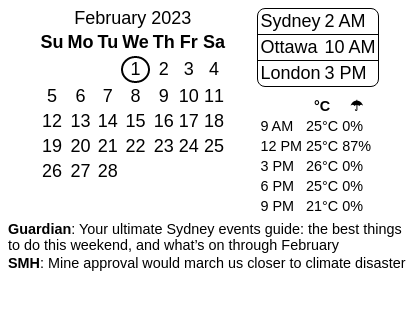 February 2023
Su Mo Tu We Th Fr Sa
1 2 3 4
5 6 7 8 9 10 11
12 13 14 15 16 17 18
19 20 21 22 23 24 25
26 27 28
Sydney 2 AM
Ottawa 10 AM
London 3 PM
°C ☂
9 AM 25°C 0%
12 PM 25°C 87%
3 PM 26°C 0%
6 PM 25°C 0%
9 PM 21°C 0%
Guardian: Your ultimate Sydney events guide: the best things
to do this weekend, and what’s on through February
SMH: Mine approval would march us closer to climate disaster